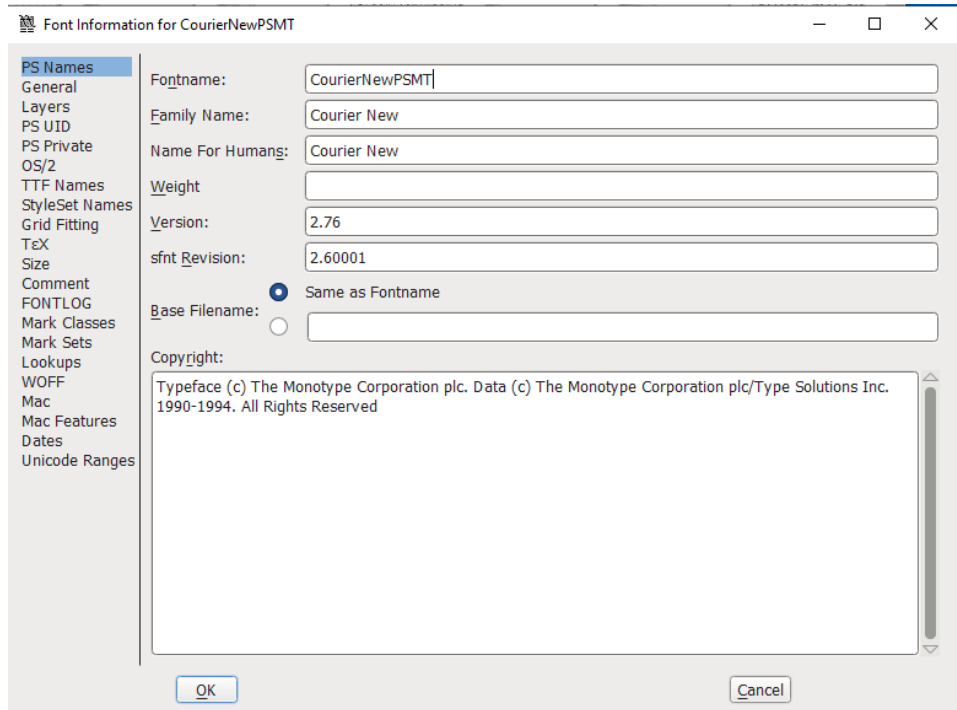 Font Information for CourierNewPSMT
PS Names
General
Layers
PS UID
PS Private
OS/2
TTF Names
StyleSet Names
Grid Fitting
ΤεΧ
Size
Comment
FONTLOG
Mark Classes
Mark Sets
Lookups
WOFF
Mac
Mac Features
Dates
Unicode Ranges
Fontname: CourierNewPSMT
Family Name: Courier New
Name For Humans: Courier New
Weight
Version: 2.76
sfnt Revision: 2.60001
Base Filename: Same as Fontname
Copyright:
Typeface (c) The Monotype Corporation plc. Data (c) The Monotype Corporation plc/Type Solutions Inc.
1990-1994. All Rights Reserved
OK Cancel